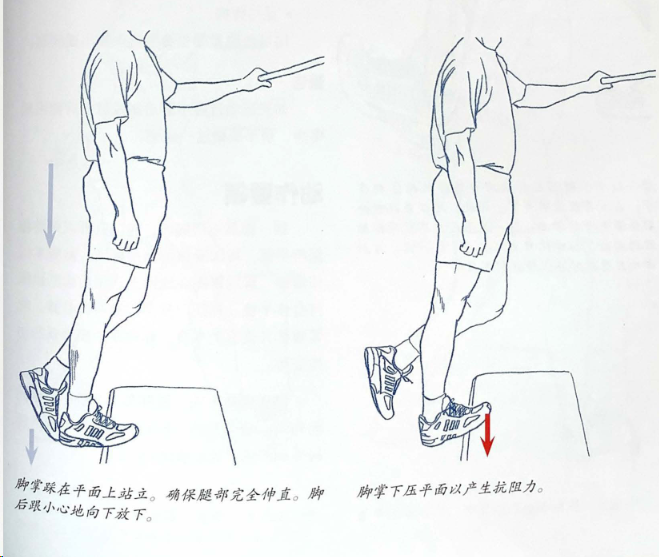 脚掌踩在平面上站立。确保腿部完全伸直。脚
后跟小心地向下放下。
脚掌下压平面以产生抗阻力。